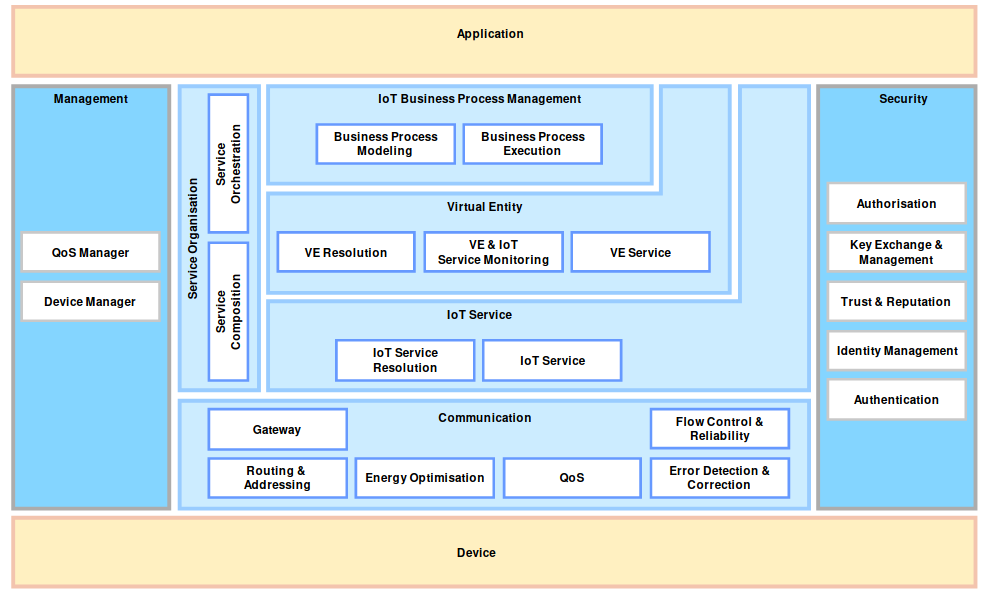 Application
Management
QoS Manager
Device Manager
Service Organisation
Service
Orchestration
Service
Composition
IoT Business Process Management
Business Process
Modeling
Business Process
Execution
Virtual Entity
VE Resolution
VE & IoT
Service Monitoring
VE Service
IoT Service
IoT Service
Resolution
IoT Service
Communication
Gateway
Flow Control &
Reliability
Routing &
Addressing
Energy Optimisation
QoS
Error Detection &
Correction
Security
Authorisation
Key Exchange &
Management
Trust & Reputation
Identity Management
Authentication
Device